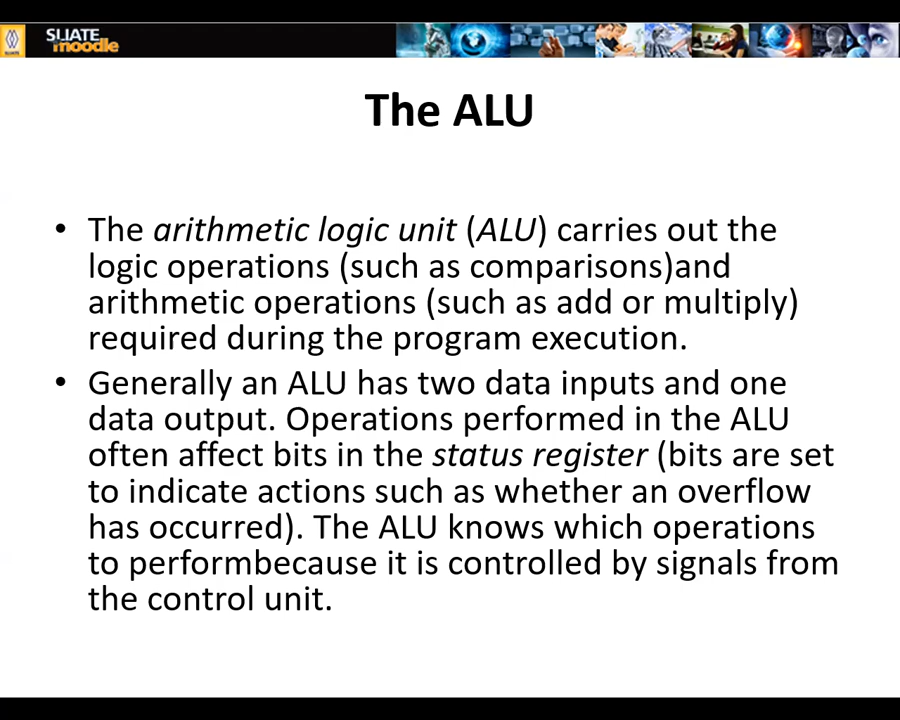 SLIATE
moodle
The ALU
• The arithmetic logic unit (ALU) carries out the
logic operations (such as comparisons)and
arithmetic operations (such as add or multiply)
required during the program execution.
• Generally an ALU has two data inputs and one
data output. Operations performed in the ALU
often affect bits in the status register (bits are set
to indicate actions such as whether an overflow
has occurred). The ALU knows which operations
to performbecause it is controlled by signals from
the control unit.